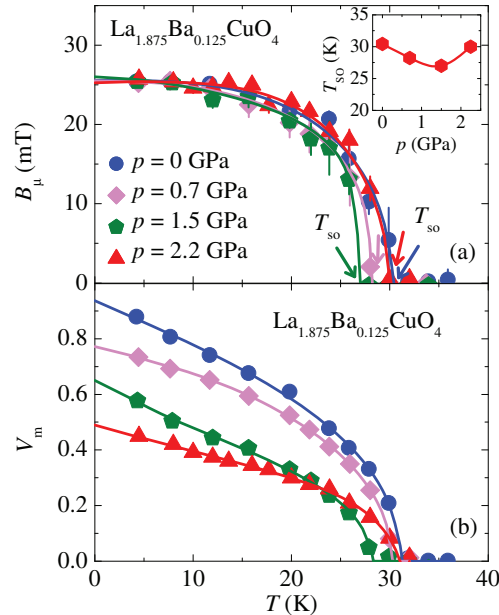 (a)
La1.875Ba0.125CuO4
30
20
10
0
Bμ (mT)
p = 0 GPa
p = 0.7 GPa
p = 1.5 GPa
p = 2.2 GPa
Tso
Tso
(a)
35
30
25
20
Tso (K)
0 1 2
p (GPa)
La1.875Ba0.125CuO4
0.8
0.6
0.4
0.2
0.0
Vm
(b)
0 10 20 30 40
T (K)